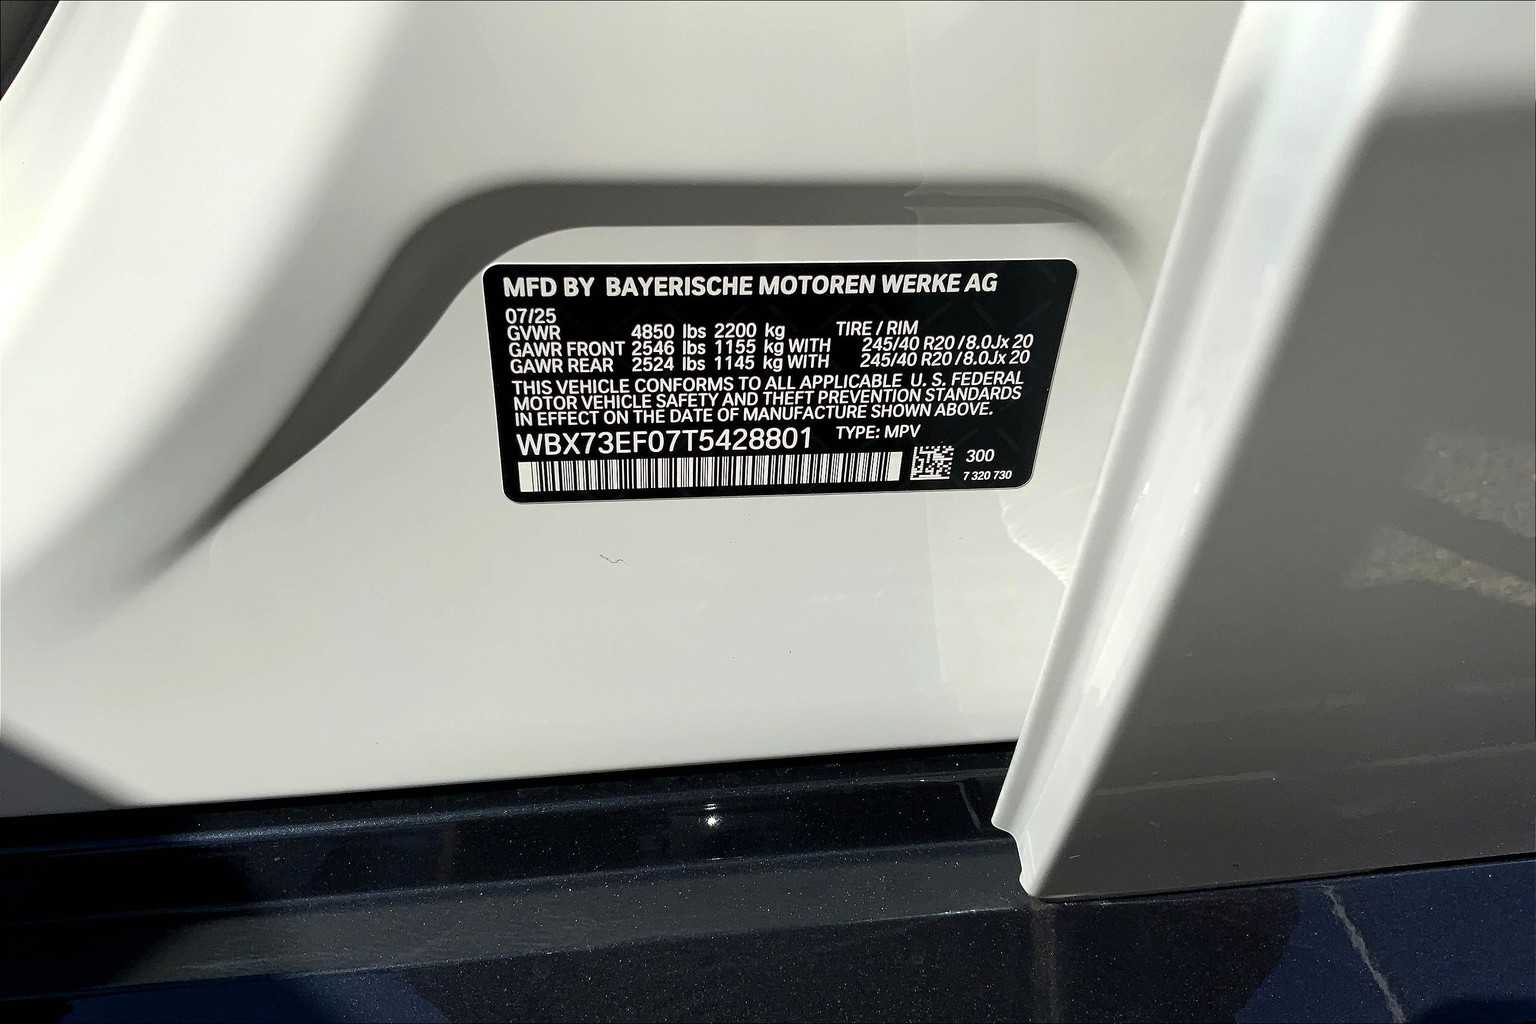 MFD BY BAYERISCHE MOTOREN WERKE AG
07/25
GVWR 4850 lbs 2200 kg TIRE / RIM
GAWR FRONT 2546 lbs 1155 kg WITH 245/40 R20 / 8.0Jx 20
GAWR REAR 2524 lbs 1145 kg WITH 245/40 R20 / 8.0Jx 20
THIS VEHICLE CONFORMS TO ALL APPLICABLE U. S. FEDERAL
MOTOR VEHICLE SAFETY AND THEFT PREVENTION STANDARDS
IN EFFECT ON THE DATE OF MANUFACTURE SHOWN ABOVE.
WBX73EF07T5428801 TYPE: MPV
300
7 320 730